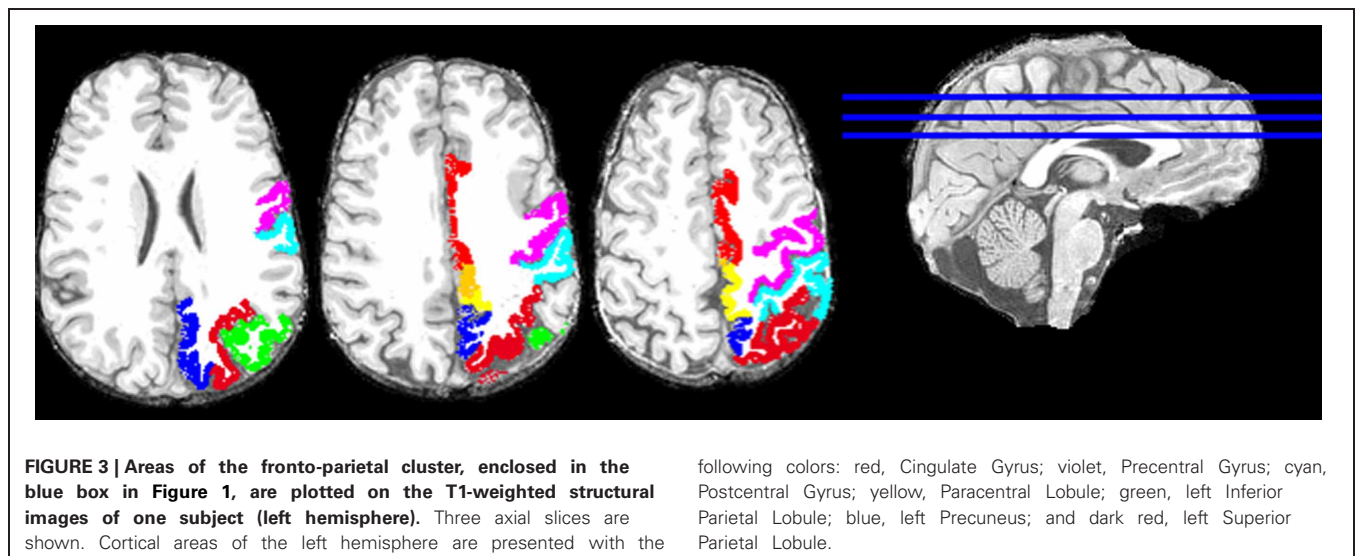 FIGURE 3 | Areas of the fronto-parietal cluster, enclosed in the
blue box in Figure 1, are plotted on the T1-weighted structural
images of one subject (left hemisphere). Three axial slices are
shown. Cortical areas of the left hemisphere are presented with the
following colors: red, Cingulate Gyrus; violet, Precentral Gyrus; cyan,
Postcentral Gyrus; yellow, Paracentral Lobule; green, left Inferior
Parietal Lobule; blue, left Precuneus; and dark red, left Superior
Parietal Lobule.